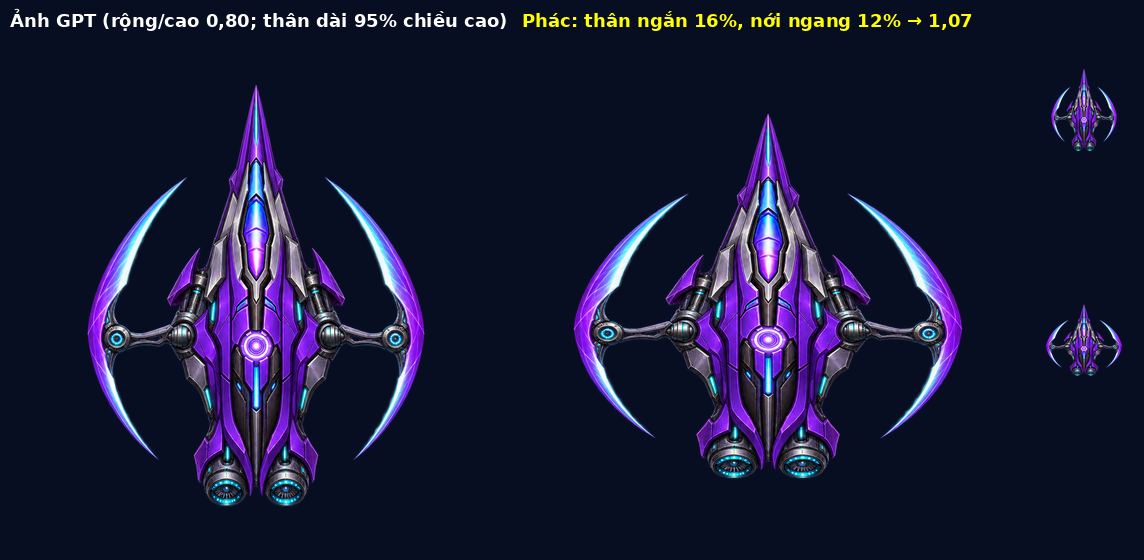 Ảnh GPT (rộng/cao 0,80; thân dài 95% chiều cao)
Phác: thân ngắn 16%, nới ngang 12% → 1,07